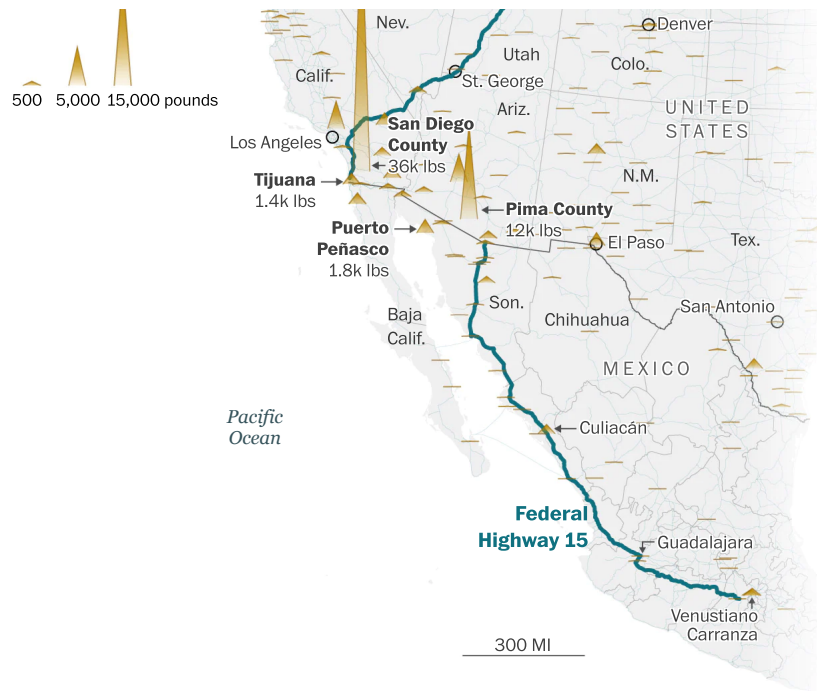 500 5,000 15,000 pounds
Nev.
Denver
Utah
Colo.
Calif.
St. George
Ariz.
UNITED
STATES
San Diego
County
36k lbs
Los Angeles
N.M.
Tijuana
1.4k lbs
Pima County
12k lbs
Puerto
Peñasco
1.8k lbs
El Paso
Tex.
Son.
San Antonio
Baja
Calif.
Chihuahua
MEXICO
Pacific
Ocean
Culiacán
Federal
Highway 15
Guadalajara
Venustiano
Carranza
300 MI